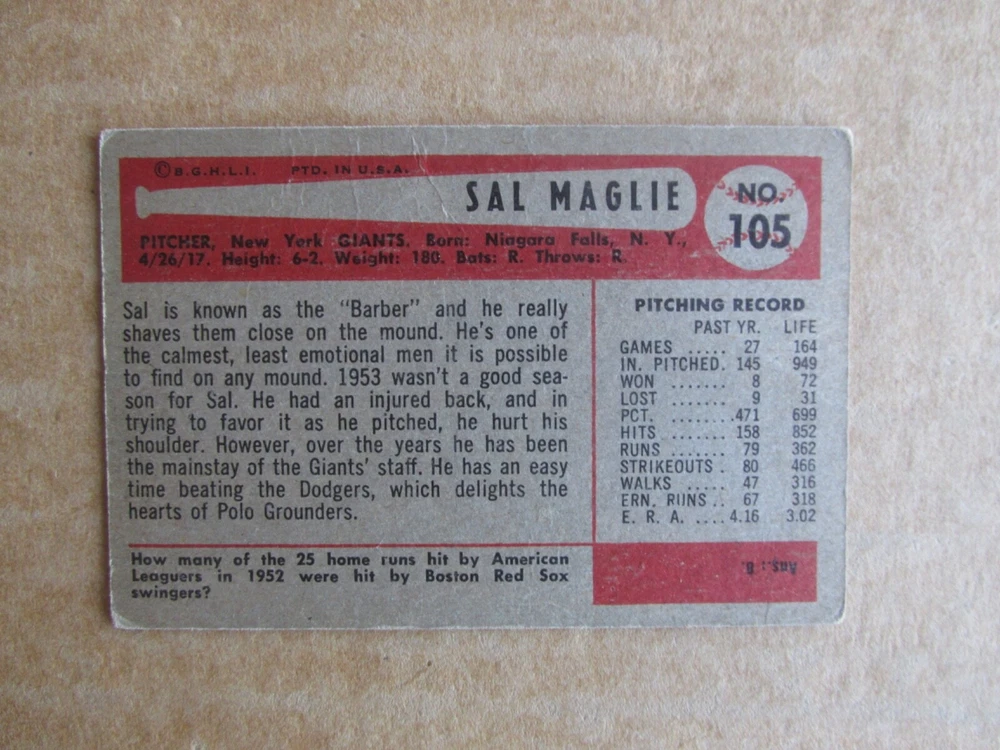 ©B.G.H.L.I. PTD. IN U.S.A.
SAL MAGLIE
NO.
105
PITCHER, New York GIANTS. Born: Niagara Falls, N. Y.,
4/26/17. Height: 6-2. Weight: 180. Bats: R. Throws: R.
Sal is known as the "Barber" and he really
shaves them close on the mound. He's one of
the calmest, least emotional men it is possible
to find on any mound. 1953 wasn't a good sea-
son for Sal. He had an injured back, and in
trying to favor it as he pitched, he hurt his
shoulder. However, over the years he has been
the mainstay of the Giants' staff. He has an easy
time beating the Dodgers, which delights the
hearts of Polo Grounders.
PITCHING RECORD
PAST YR. LIFE
GAMES ..... 27 164
IN. PITCHED. 145 949
WON ....... 8 72
LOST ....... 9 31
PCT. ........471 699
HITS ....... 158 852
RUNS ....... 79 362
STRIKEOUTS . 80 466
WALKS ..... 47 316
ERN. RUNS .. 67 318
E. R. A. .... 4.16 3.02
How many of the 25 home runs hit by American
Leaguers in 1952 were hit by Boston Red Sox
swingers?
Ans.: 8.